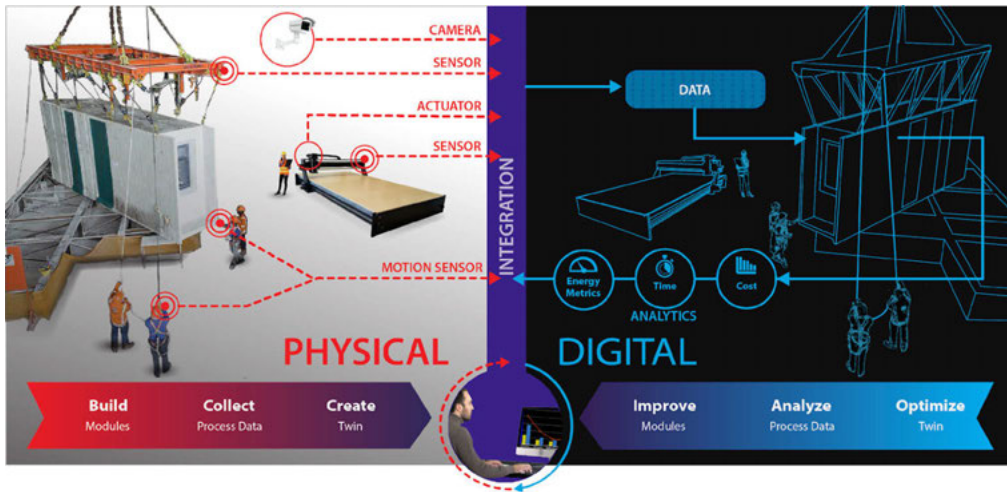 CAMERA
SENSOR
ACTUATOR
SENSOR
MOTION SENSOR
INTEGRATION
DATA
Energy
Metrics
Time
Cost
ANALYTICS
PHYSICAL
DIGITAL
Build
Modules
Collect
Process Data
Create
Twin
Improve
Modules
Analyze
Process Data
Optimize
Twin